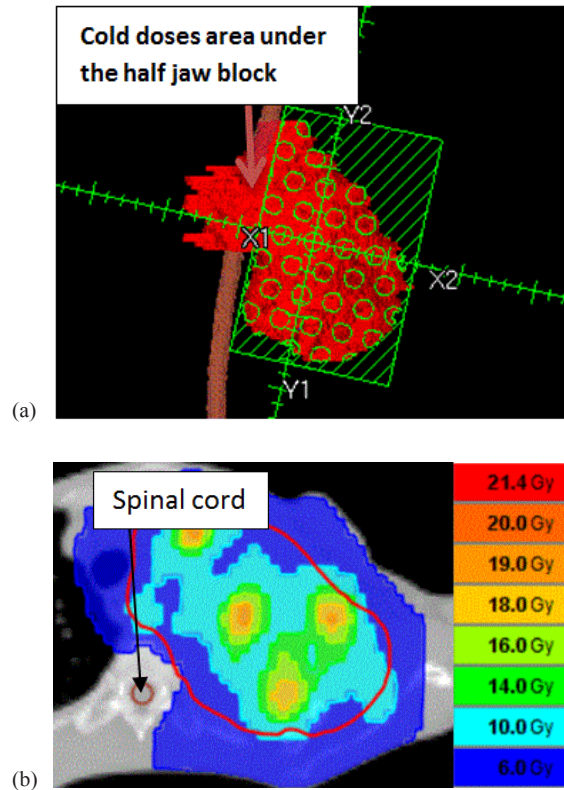 Cold doses area under
the half jaw block
Y2
X1
X2
Y1
(a)
Spinal cord
21.4 Gy
20.0 Gy
19.0 Gy
18.0 Gy
16.0 Gy
14.0 Gy
10.0 Gy
6.0 Gy
(b)